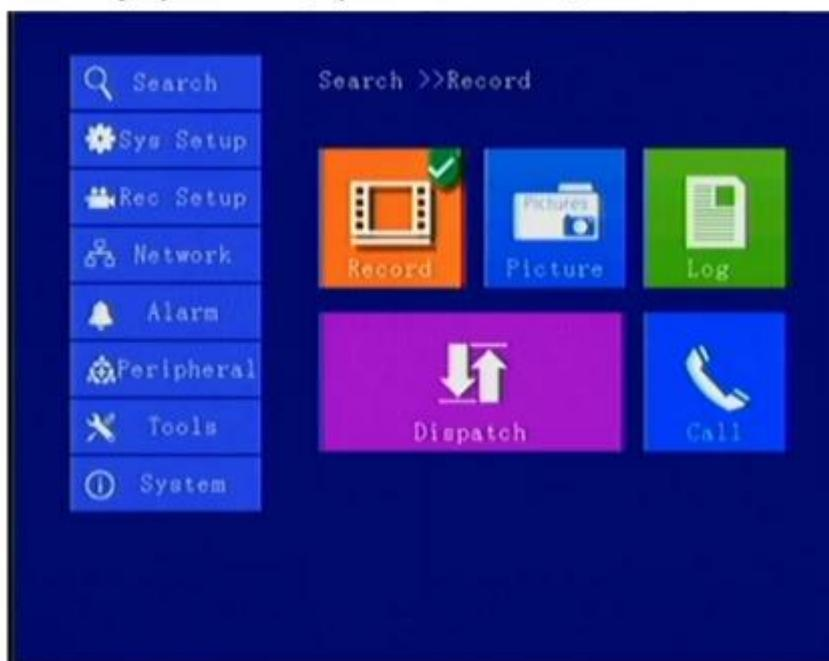 Search
Sys Setup
Rec Setup
Network
Alarm
Peripheral
Tools
System
Search >>Record
Record
Pictures
Picture
Log
Dispatch
Call